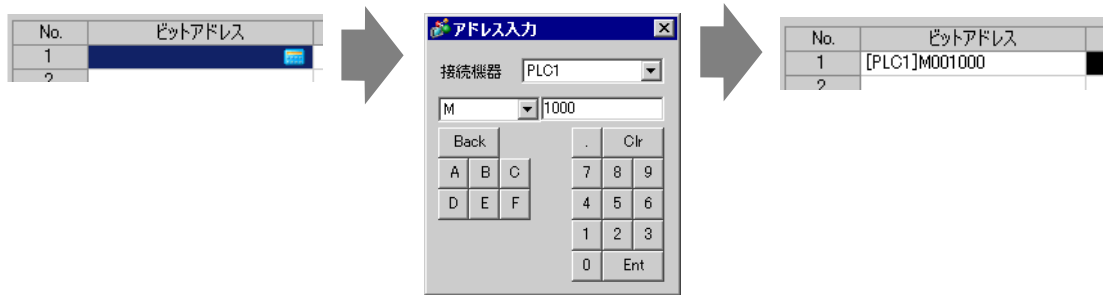 No. ビットアドレス
1
2
アドレス入力
接続機器 PLC1
M 1000
Back . Clr
A B C 7 8 9
D E F 4 5 6
1 2 3
0 Ent
No. ビットアドレス
1 [PLC1]M001000
2